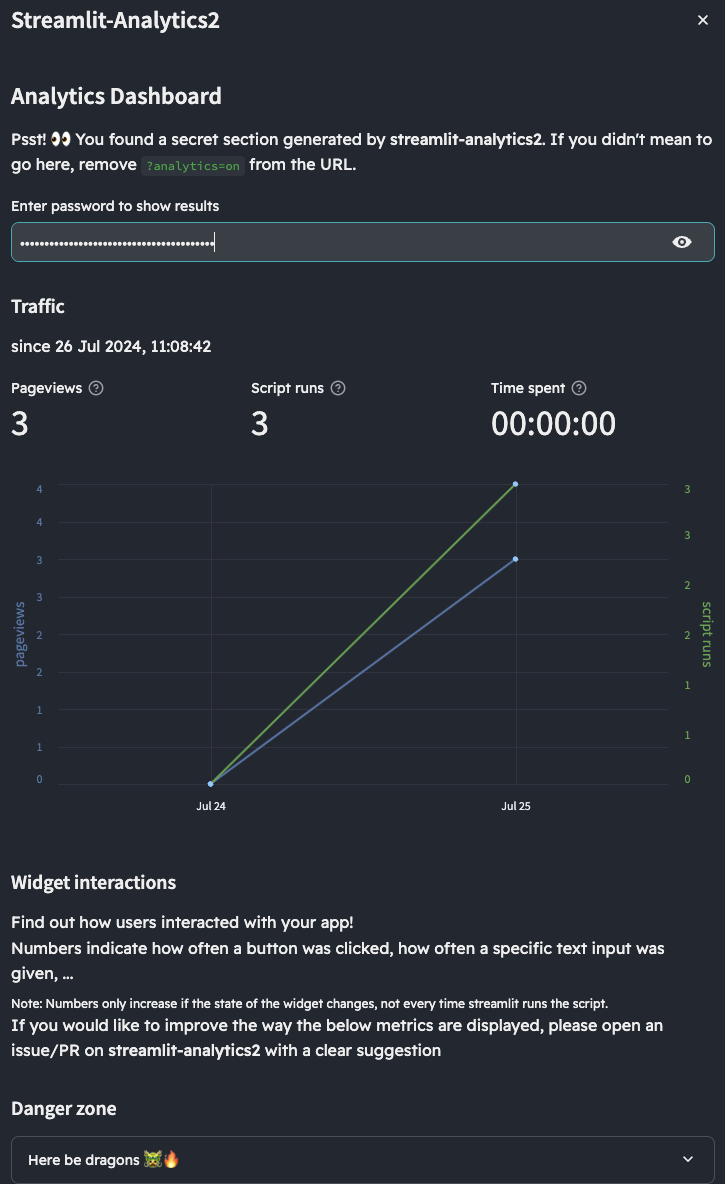 Streamlit-Analytics2
Analytics Dashboard
Psst! 👀 You found a secret section generated by streamlit-analytics2. If you didn't mean to
go here, remove ?analytics=on from the URL.
Enter password to show results
Traffic
since 26 Jul 2024, 11:08:42
Pageviews
Script runs
Time spent
3
3
00:00:00
4
4
3
3
2
2
1
1
0
pageviews
3
3
2
2
1
1
0
script runs
Jul 24
Jul 25
Widget interactions
Find out how users interacted with your app!
Numbers indicate how often a button was clicked, how often a specific text input was
given, ...
Note: Numbers only increase if the state of the widget changes, not every time streamlit runs the script.
If you would like to improve the way the below metrics are displayed, please open an
issue/PR on streamlit-analytics2 with a clear suggestion
Danger zone
Here be dragons 🐲🔥